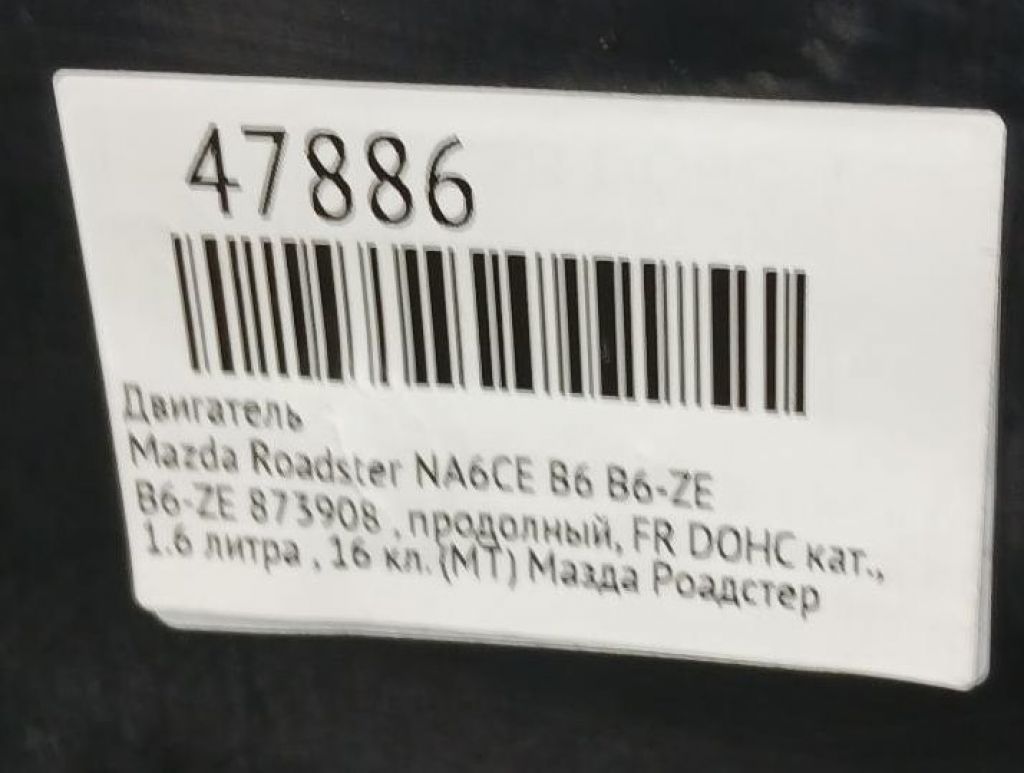 47886
Двигатель
Mazda Roadster NA6CE B6 B6-ZE
B6-ZE 873908 , продолный, FR DOHC кат.,
1.6 литра , 16 кл. (МТ) Мазда Роадстер